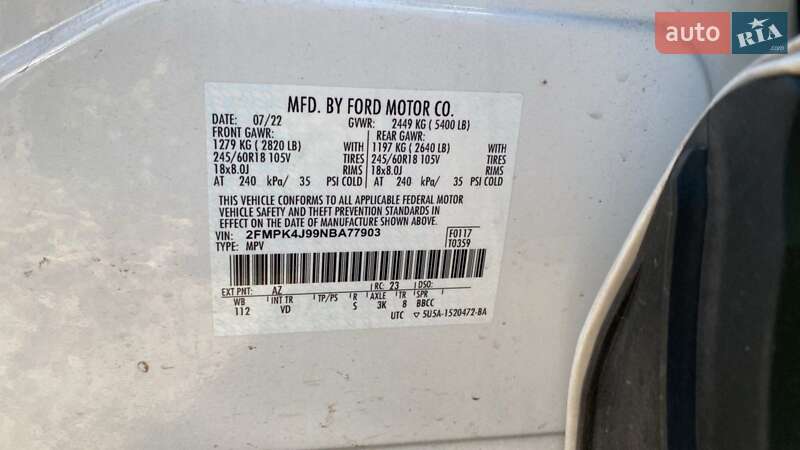 auto RIA.com
MFD. BY FORD MOTOR CO.
DATE: 07/22 GVWR: 2449 KG ( 5400 LB)
FRONT GAWR: REAR GAWR:
1279 KG ( 2820 LB) WITH 1197 KG ( 2640 LB) WITH
245/60R18 105V TIRES 245/60R18 105V TIRES
18x8.0J RIMS 18x8.0J RIMS
AT 240 kPa/ 35 PSI COLD AT 240 kPa/ 35 PSI COLD
THIS VEHICLE CONFORMS TO ALL APPLICABLE FEDERAL MOTOR
VEHICLE SAFETY AND THEFT PREVENTION STANDARDS IN
EFFECT ON THE DATE OF MANUFACTURE SHOWN ABOVE.
VIN: 2FMPK4J99NBA77903 F0117
TYPE: MPV T0359
EXT PNT: AZ RC: 23 DSO:
WB INT TR TP/PS R AXLE TR SPR
112 VD S 3K 8 BBCC
UTC ▽ 5U5A-1520472-BA